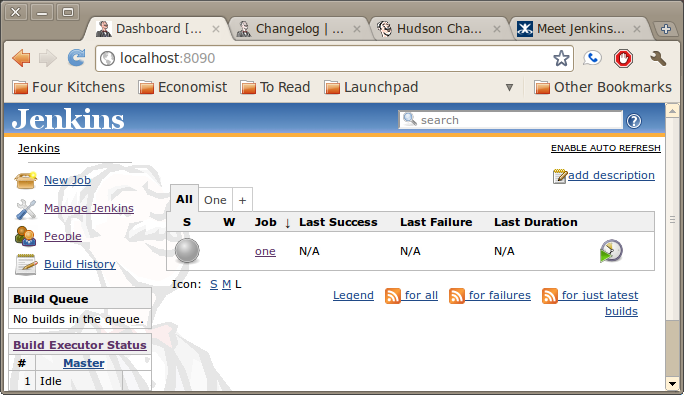 Dashboard [... Changelog | ... Hudson Cha... Meet Jenkins...
localhost:8090
Four Kitchens Economist To Read Launchpad Other Bookmarks
Jenkins search ?
Jenkins ENABLE AUTO REFRESH
add description
New Job
Manage Jenkins
People
Build History
All One +
S W Job ↓ Last Success Last Failure Last Duration
one N/A N/A N/A
Icon: S M L
Legend for all for failures for just latest
builds
Build Queue
No builds in the queue.
Build Executor Status
# Master
1 Idle